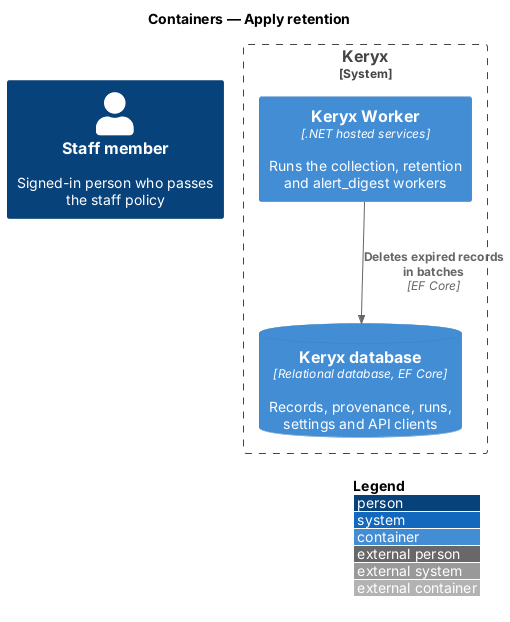 Containers — Apply retention
Keryx
[System]
Staff member
Signed-in person who passes
the staff policy
Keryx Worker
[.NET hosted services]
Runs the collection, retention
and alert_digest workers
Deletes expired records
in batches
[EF Core]
Keryx database
[Relational database, EF Core]
Records, provenance, runs,
settings and API clients
Legend
person
system
container
external person
external system
external container